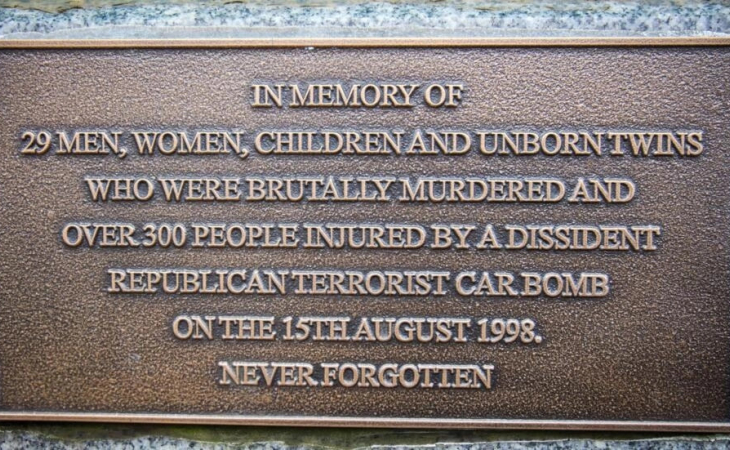 IN MEMORY OF
29 MEN, WOMEN, CHILDREN AND UNBORN TWINS
WHO WERE BRUTALLY MURDERED AND
OVER 300 PEOPLE INJURED BY A DISSIDENT
REPUBLICAN TERRORIST CAR BOMB
ON THE 15TH AUGUST 1998.
NEVER FORGOTTEN